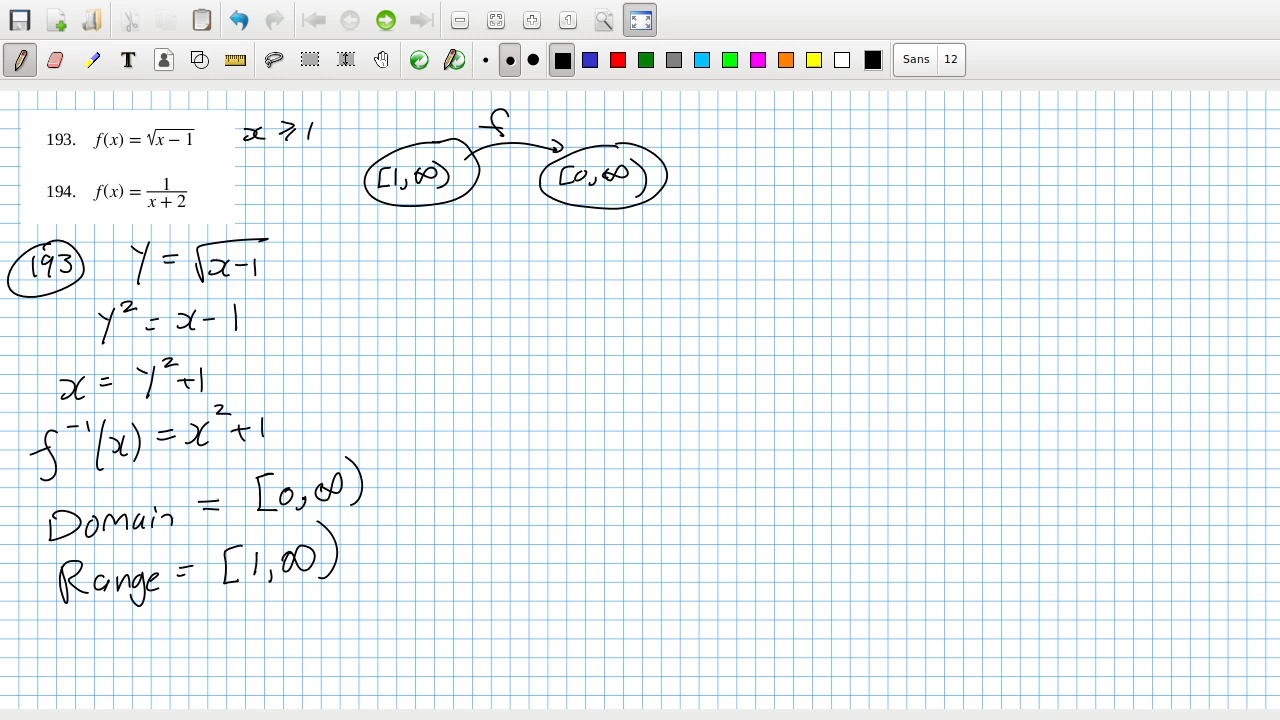 Sans 12
193. f(x) = √(x − 1) x ⩾ 1
194. f(x) = 1/(x + 2)
f
[1, ∞) [0, ∞)
193 y = √(x−1)
y² = x − 1
x = y² + 1
f⁻¹(x) = x² + 1
Domain = [0, ∞)
Range = [1, ∞)